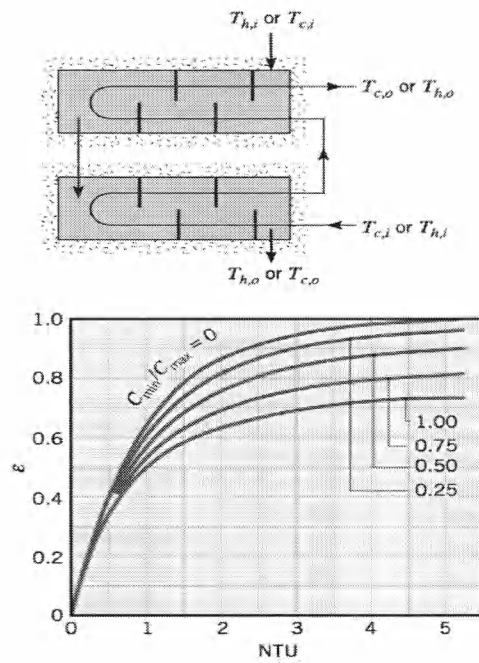 T_{h,i} or T_{c,i}
T_{c,o} or T_{h,o}
T_{c,i} or T_{h,i}
T_{h,o} or T_{c,o}
C_{min}/C_{max} = 0
1.0
0.8
0.6
0.4
0.2
0
ε
1.00
0.75
0.50
0.25
0 1 2 3 4 5
NTU